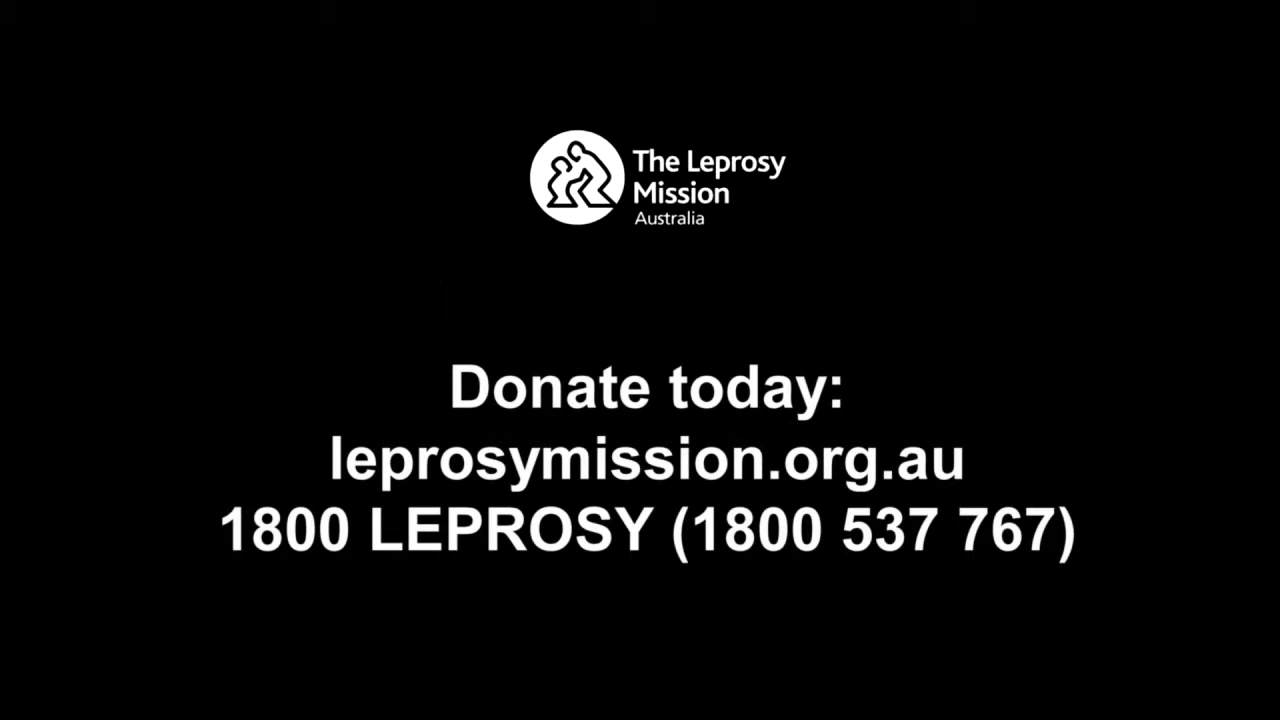 The Leprosy
Mission
Australia
Donate today:
leprosymission.org.au
1800 LEPROSY (1800 537 767)